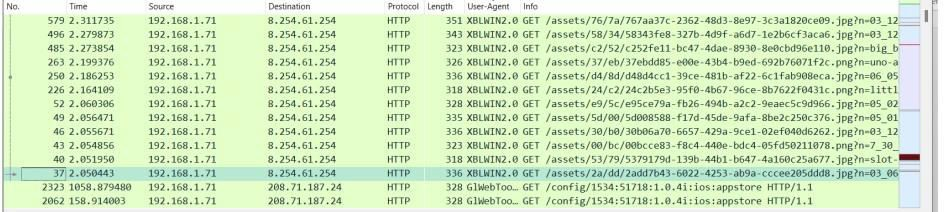 No. Time Source Destination Protocol Length User-Agent Info
579 2.311735 192.168.1.71 8.254.61.254 HTTP 351 XBLWIN2.0 GET /assets/76/7a/767aa37c-2362-48d3-8e97-3c3a1820ce09.jpg?n=03_12
496 2.279873 192.168.1.71 8.254.61.254 HTTP 343 XBLWIN2.0 GET /assets/58/34/58343fe8-327b-4d9f-a6d7-1e2b6cf3aca6.jpg?n=03_12
485 2.273854 192.168.1.71 8.254.61.254 HTTP 323 XBLWIN2.0 GET /assets/c2/52/c252fe11-bc47-4dae-8930-8e0cbd96e110.jpg?n=big_b
263 2.199376 192.168.1.71 8.254.61.254 HTTP 326 XBLWIN2.0 GET /assets/37/eb/37ebdd85-e00e-43b4-b9ed-692b76071f2c.png?n=uno-a
250 2.186253 192.168.1.71 8.254.61.254 HTTP 336 XBLWIN2.0 GET /assets/d4/8d/d48d4cc1-39ce-481b-af22-6c1fab908eca.jpg?n=06_05
226 2.164109 192.168.1.71 8.254.61.254 HTTP 318 XBLWIN2.0 GET /assets/24/c2/24c2b5e3-95f0-4b67-96ce-8b7622f0431c.png?n=littl
52 2.060306 192.168.1.71 8.254.61.254 HTTP 328 XBLWIN2.0 GET /assets/e9/5c/e95ce79a-fb26-494b-a2c2-9eaec5c9d966.jpg?n=05_02
49 2.056471 192.168.1.71 8.254.61.254 HTTP 335 XBLWIN2.0 GET /assets/5d/00/5d008588-f17d-45de-9afa-8be2c250c376.jpg?n=05_01
46 2.055671 192.168.1.71 8.254.61.254 HTTP 336 XBLWIN2.0 GET /assets/30/b0/30b06a70-6657-429a-9ce1-02ef040d6262.jpg?n=03_12
43 2.054856 192.168.1.71 8.254.61.254 HTTP 323 XBLWIN2.0 GET /assets/00/bc/00bcce83-f8c4-440e-bdc4-05fd50211078.png?n=7_30_
40 2.051950 192.168.1.71 8.254.61.254 HTTP 318 XBLWIN2.0 GET /assets/53/79/5379179d-139b-44b1-b647-4a160c25a677.jpg?n=slot-
37 2.050443 192.168.1.71 8.254.61.254 HTTP 336 XBLWIN2.0 GET /assets/2a/dd/2add7b43-6022-4253-ab9a-cccee205ddd8.jpg?n=03_06
2323 1058.879480 192.168.1.71 208.71.187.24 HTTP 328 GlWebToo… GET /config/1534:51718:1.0.4i:ios:appstore HTTP/1.1
2062 158.914003 192.168.1.71 208.71.187.24 HTTP 328 GlWebToo… GET /config/1534:51718:1.0.4i:ios:appstore HTTP/1.1